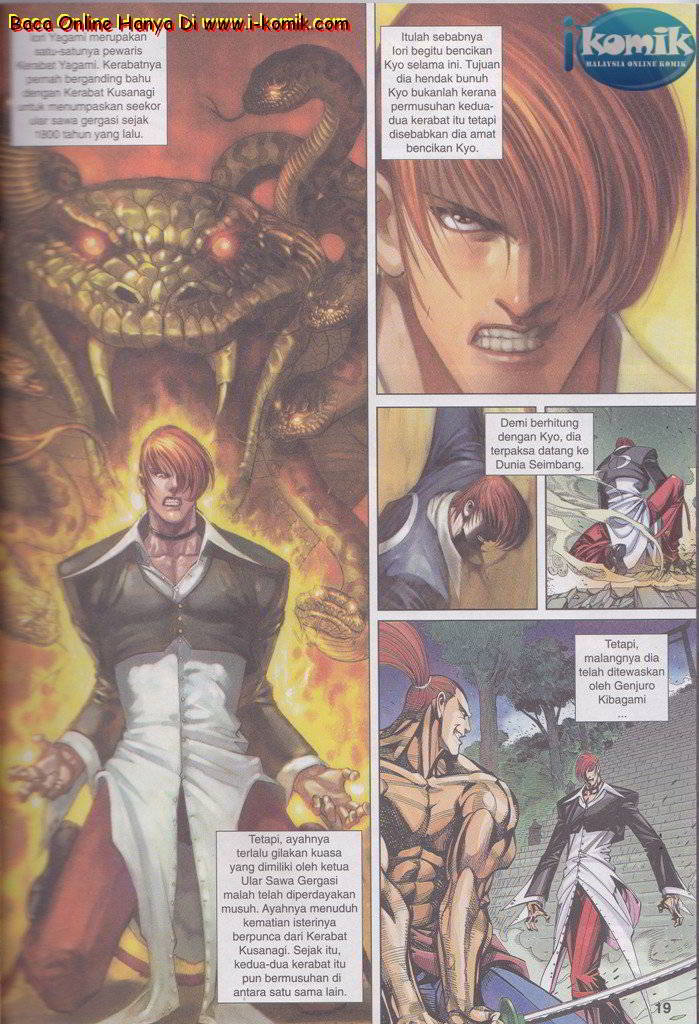 Baca Online Hanya Di www.i-komik.com
Iori Yagami merupakan
satu-satunya pewaris
Kerabat Yagami. Kerabatnya
pernah berganding bahu
dengan Kerabat Kusanagi
untuk menumpaskan seekor
ular sawa gergasi sejak
1800 tahun yang lalu.
Tetapi, ayahnya
terlalu gilakan kuasa
yang dimiliki oleh ketua
Ular Sawa Gergasi
malah telah diperdayakan
musuh. Ayahnya menuduh
kematian isterinya
berpunca dari Kerabat
Kusanagi. Sejak itu,
kedua-dua kerabat itu
pun bermusuhan di
antara satu sama lain.
Itulah sebabnya
Iori begitu bencikan
Kyo selama ini. Tujuan
dia hendak bunuh
Kyo bukanlah kerana
permusuhan kedua-
dua kerabat itu tetapi
disebabkan dia amat
bencikan Kyo.
ikomik
MALAYSIA ONLINE KOMIK
Demi berhitung
dengan Kyo, dia
terpaksa datang ke
Dunia Seimbang.
Tetapi,
malangnya dia
telah ditewaskan
oleh Genjuro
Kibagami
...
19